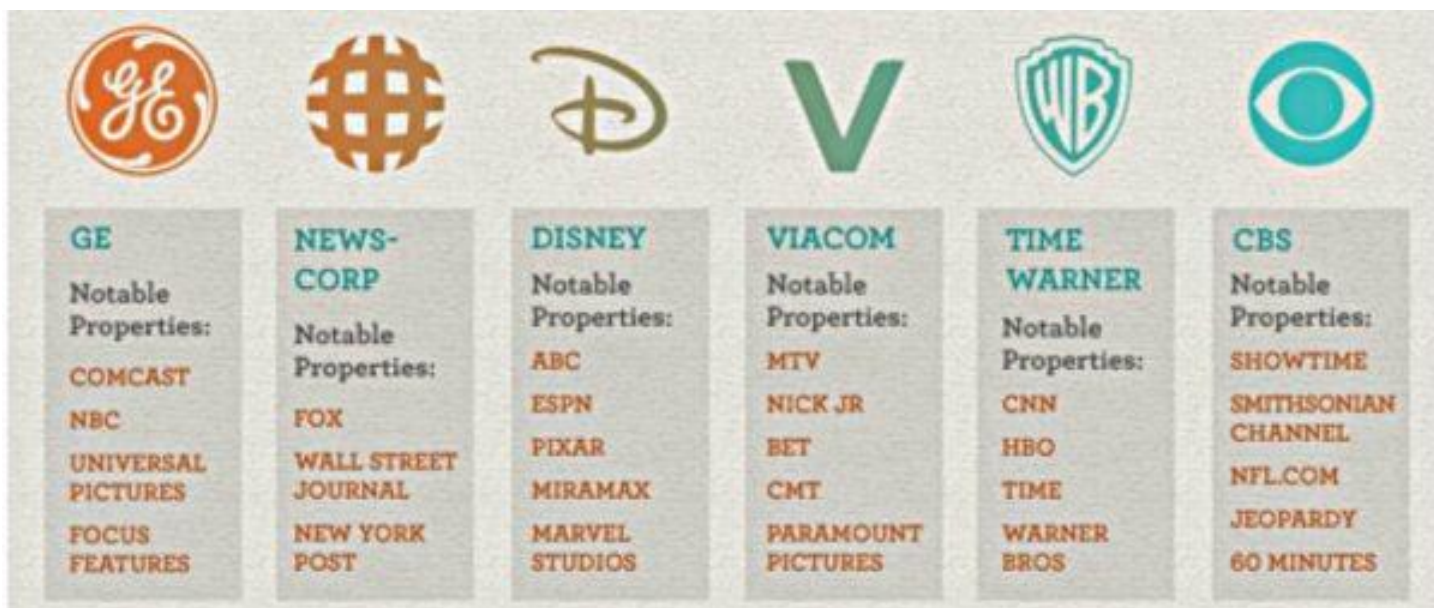 GE
WB
GE
Notable
Properties:
COMCAST
NBC
UNIVERSAL
PICTURES
FOCUS
FEATURES
NEWS-
CORP
Notable
Properties:
FOX
WALL STREET
JOURNAL
NEW YORK
POST
DISNEY
Notable
Properties:
ABC
ESPN
PIXAR
MIRAMAX
MARVEL
STUDIOS
VIACOM
Notable
Properties:
MTV
NICK JR
BET
CMT
PARAMOUNT
PICTURES
TIME
WARNER
Notable
Properties:
CNN
HBO
TIME
WARNER
BROS
CBS
Notable
Properties:
SHOWTIME
SMITHSONIAN
CHANNEL
NFL.COM
JEOPARDY
60 MINUTES